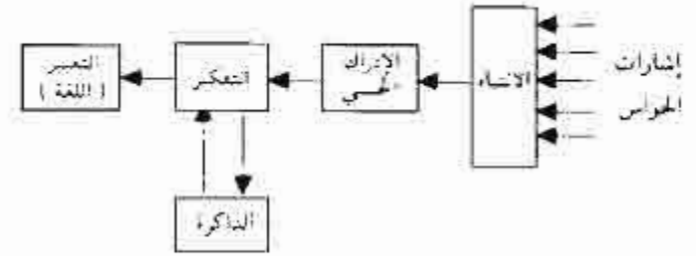 إشارات
الحواس
الانتباه
الإدراك
الحسي
التفكير
التعبير
( اللغة )
الذاكرة